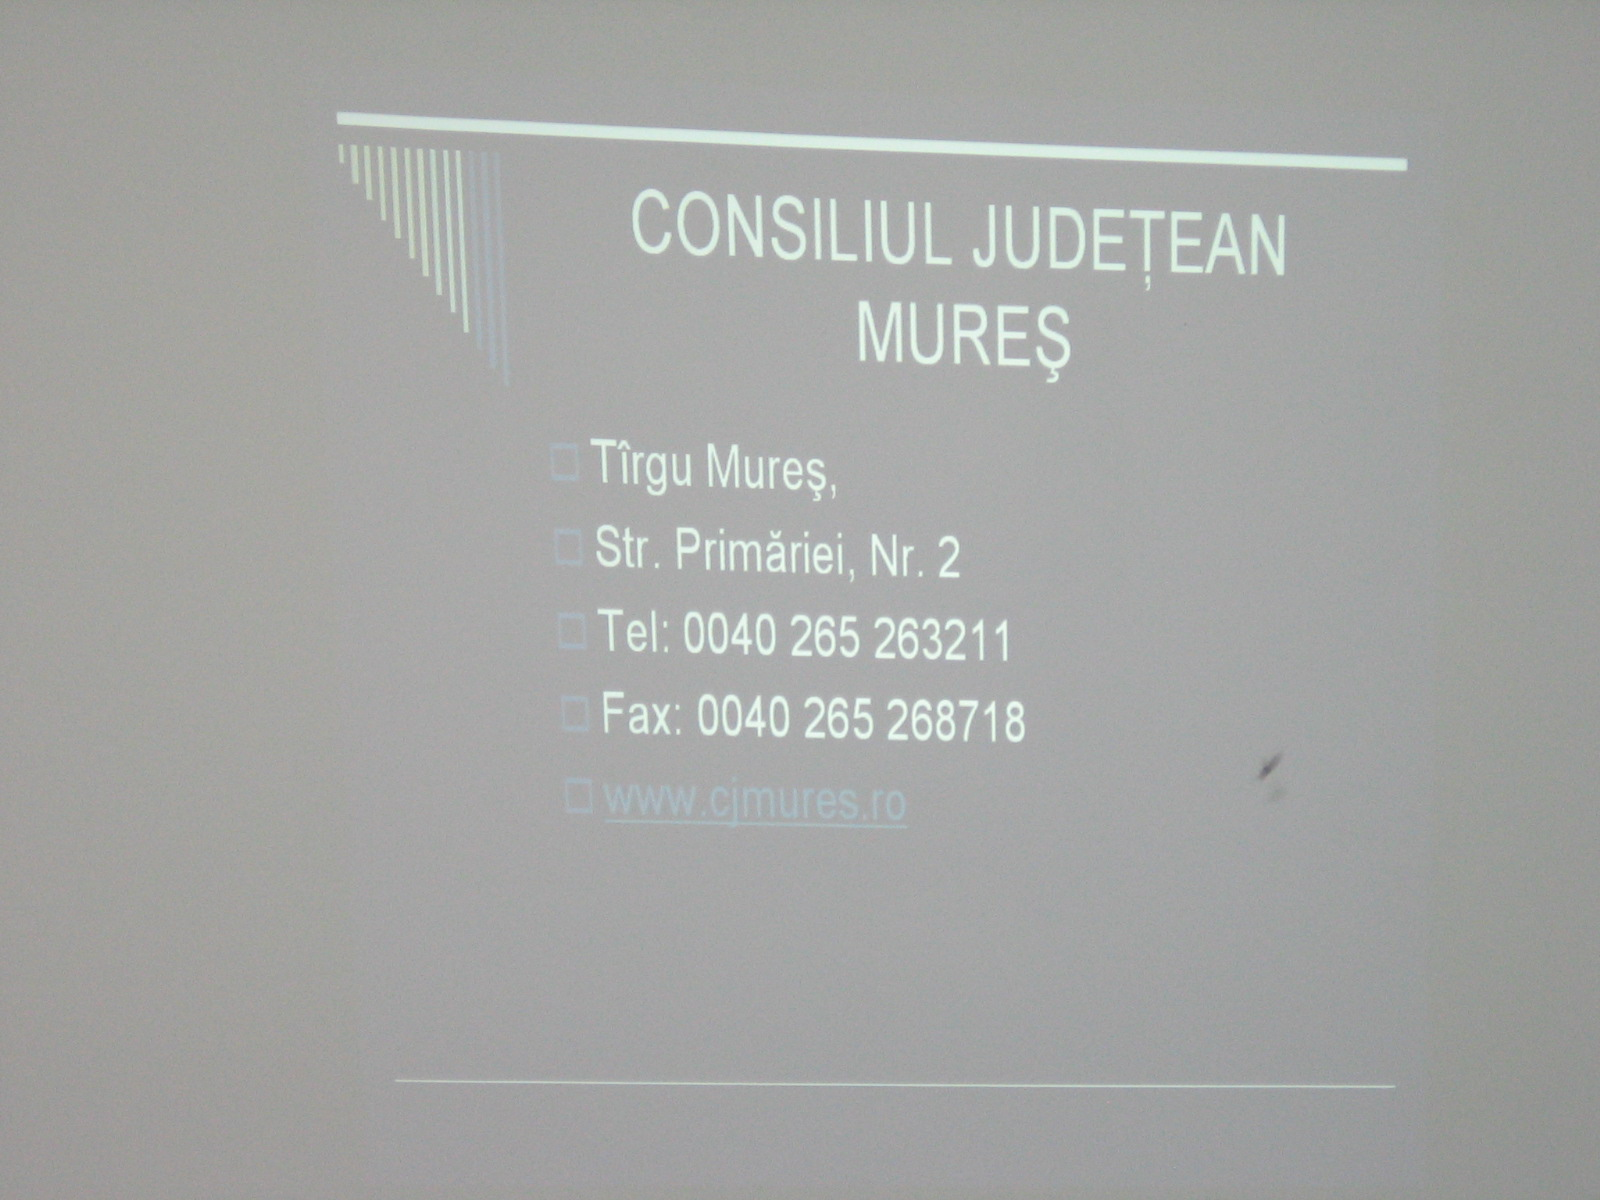 CONSILIUL JUDEŢEAN
MUREŞ
Tîrgu Mureş,
Str. Primăriei, Nr. 2
Tel: 0040 265 263211
Fax: 0040 265 268718
www.cjmures.ro